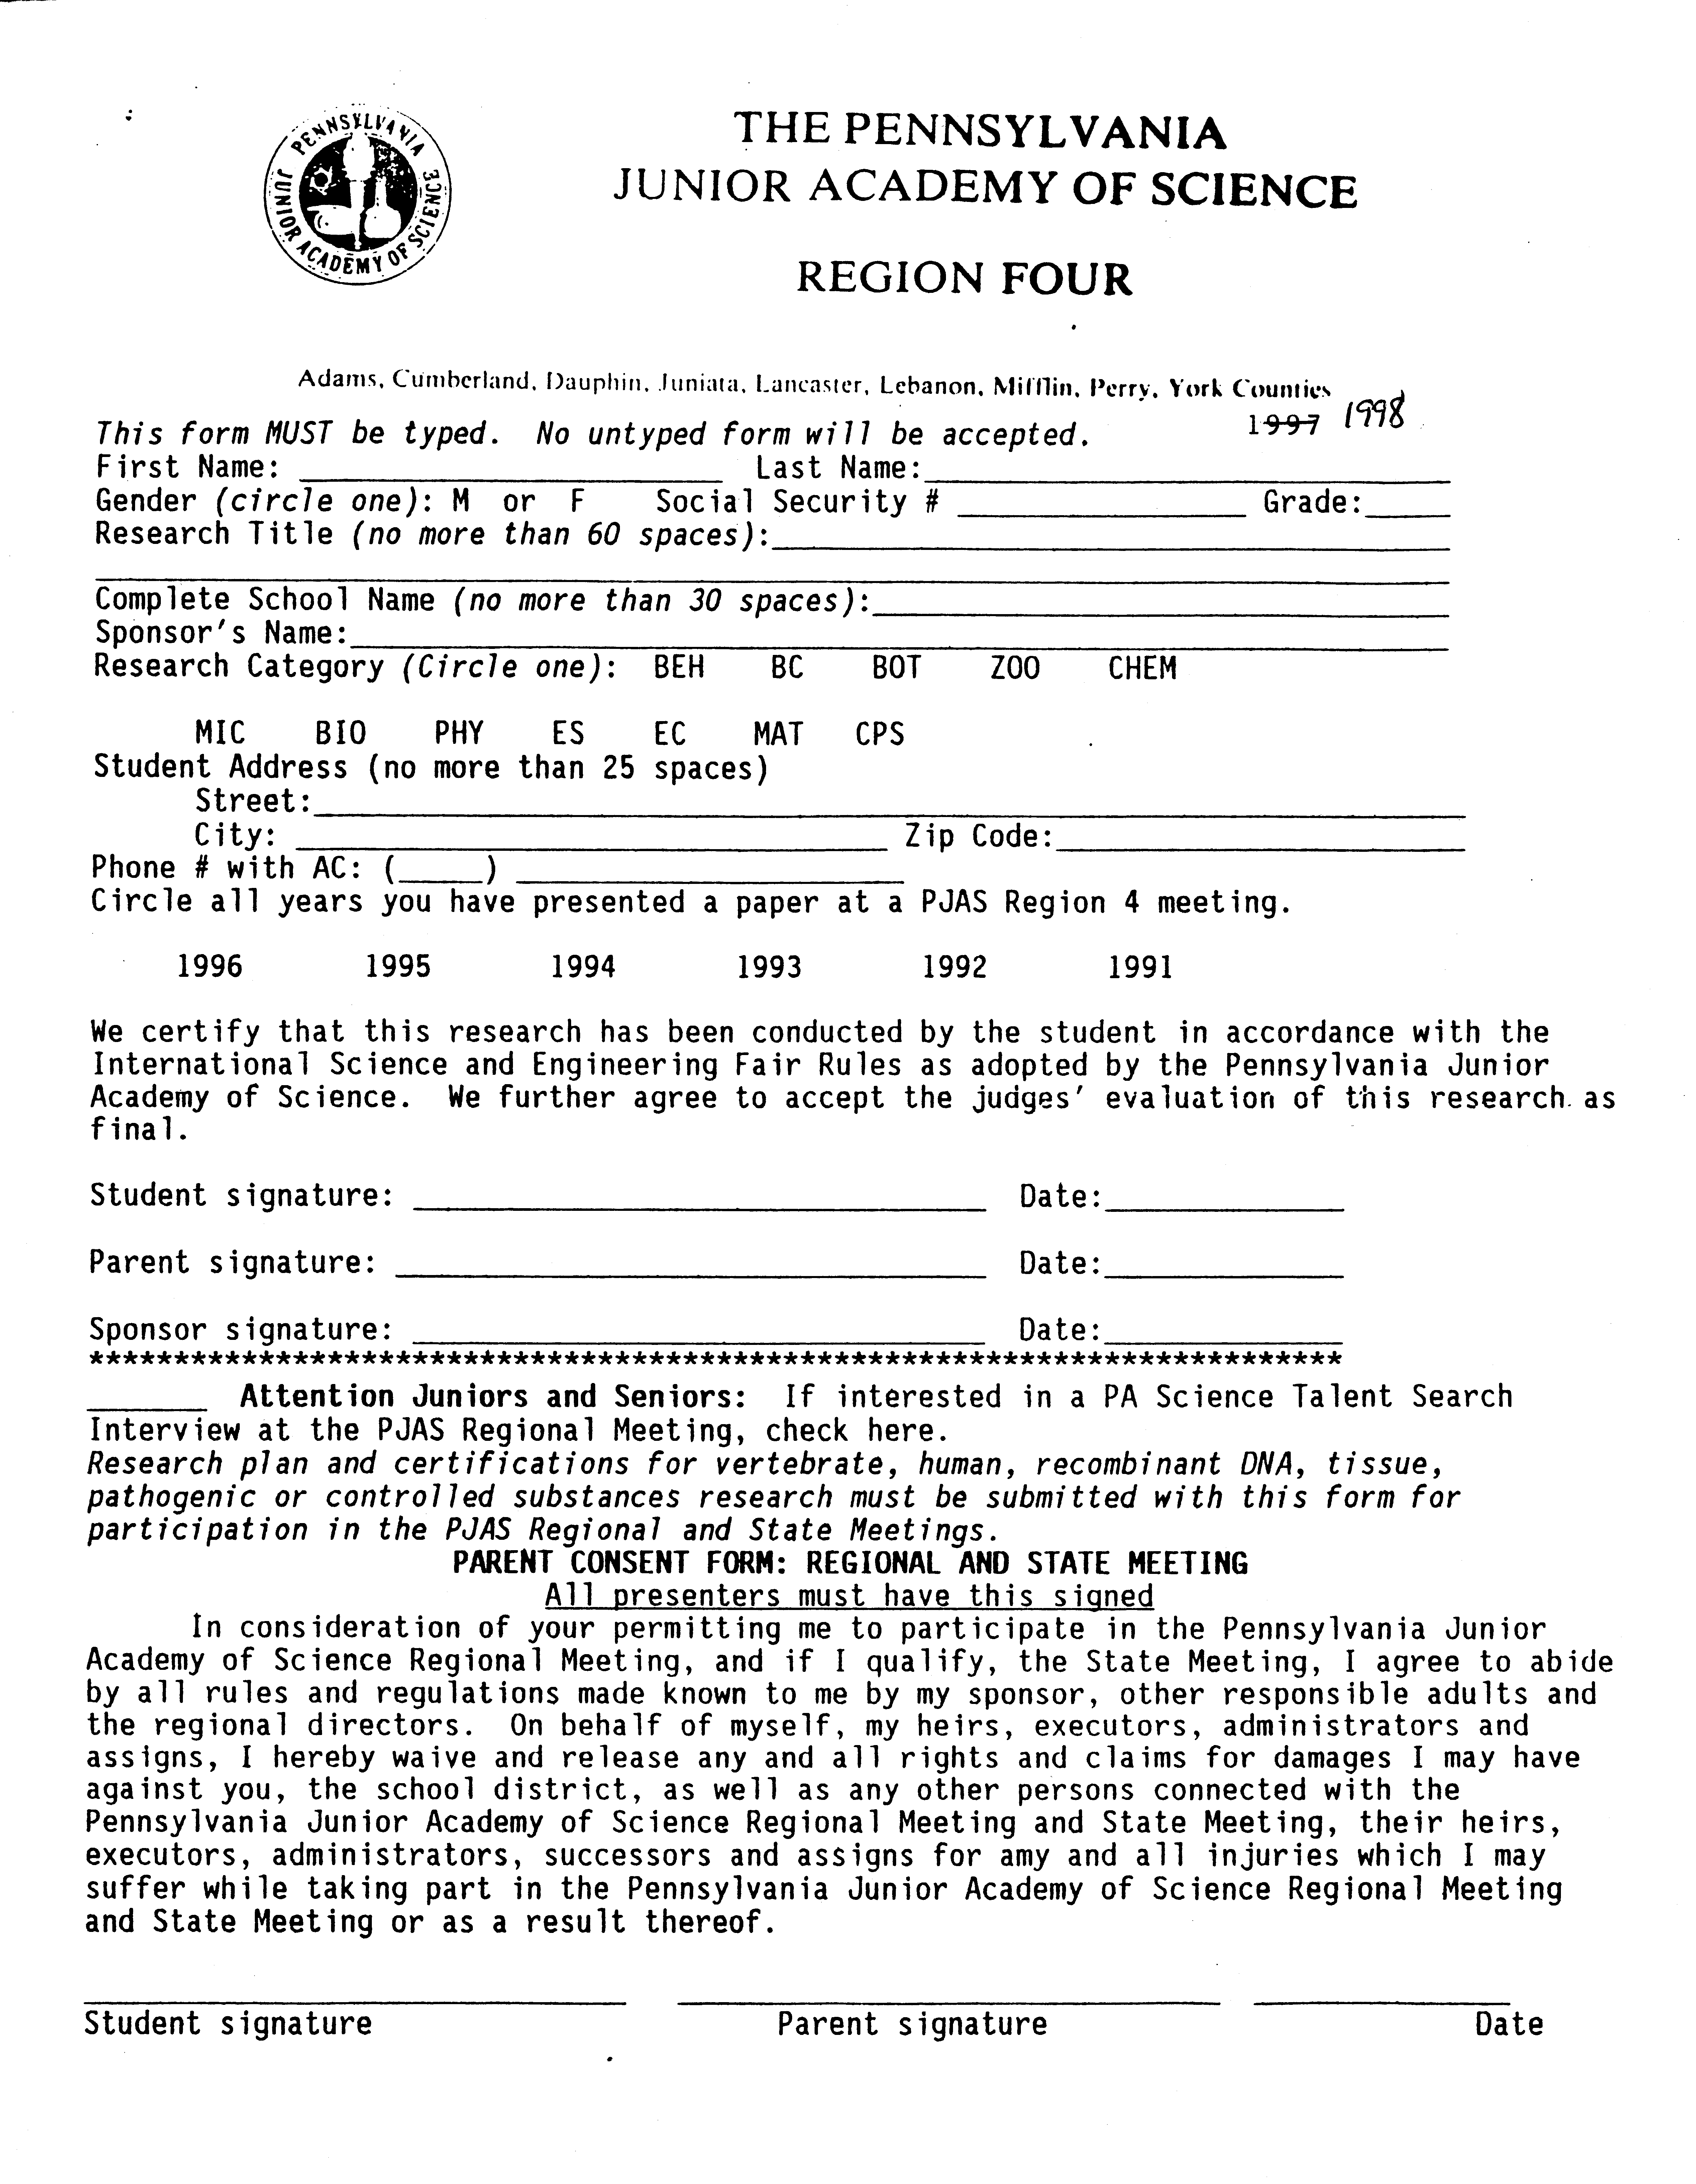 PENNSYLVANIA JUNIOR ACADEMY OF SCIENCE
THE PENNSYLVANIA
JUNIOR ACADEMY OF SCIENCE
REGION FOUR
Adams, Cumberland, Dauphin, Juniata, Lancaster, Lebanon, Mifflin, Perry, York Counties
This form MUST be typed. No untyped form will be accepted. 1997 1998
First Name: ____ Last Name: ____
Gender (circle one): M or F Social Security # ____ Grade: ____
Research Title (no more than 60 spaces): ____
Complete School Name (no more than 30 spaces): ____
Sponsor's Name: ____
Research Category (Circle one): BEH BC BOT ZOO CHEM
MIC BIO PHY ES EC MAT CPS
Student Address (no more than 25 spaces)
Street: ____
City: ____ Zip Code: ____
Phone # with AC: (____) ____
Circle all years you have presented a paper at a PJAS Region 4 meeting.
1996 1995 1994 1993 1992 1991
We certify that this research has been conducted by the student in accordance with the
International Science and Engineering Fair Rules as adopted by the Pennsylvania Junior
Academy of Science. We further agree to accept the judges' evaluation of this research as
final.
Student signature: ____ Date: ____
Parent signature: ____ Date: ____
Sponsor signature: ____ Date: ____
**************************************************************************
____ Attention Juniors and Seniors: If interested in a PA Science Talent Search
Interview at the PJAS Regional Meeting, check here.
Research plan and certifications for vertebrate, human, recombinant DNA, tissue,
pathogenic or controlled substances research must be submitted with this form for
participation in the PJAS Regional and State Meetings.
PARENT CONSENT FORM: REGIONAL AND STATE MEETING
All presenters must have this signed
In consideration of your permitting me to participate in the Pennsylvania Junior
Academy of Science Regional Meeting, and if I qualify, the State Meeting, I agree to abide
by all rules and regulations made known to me by my sponsor, other responsible adults and
the regional directors. On behalf of myself, my heirs, executors, administrators and
assigns, I hereby waive and release any and all rights and claims for damages I may have
against you, the school district, as well as any other persons connected with the
Pennsylvania Junior Academy of Science Regional Meeting and State Meeting, their heirs,
executors, administrators, successors and assigns for amy and all injuries which I may
suffer while taking part in the Pennsylvania Junior Academy of Science Regional Meeting
and State Meeting or as a result thereof.
Student signature Parent signature Date